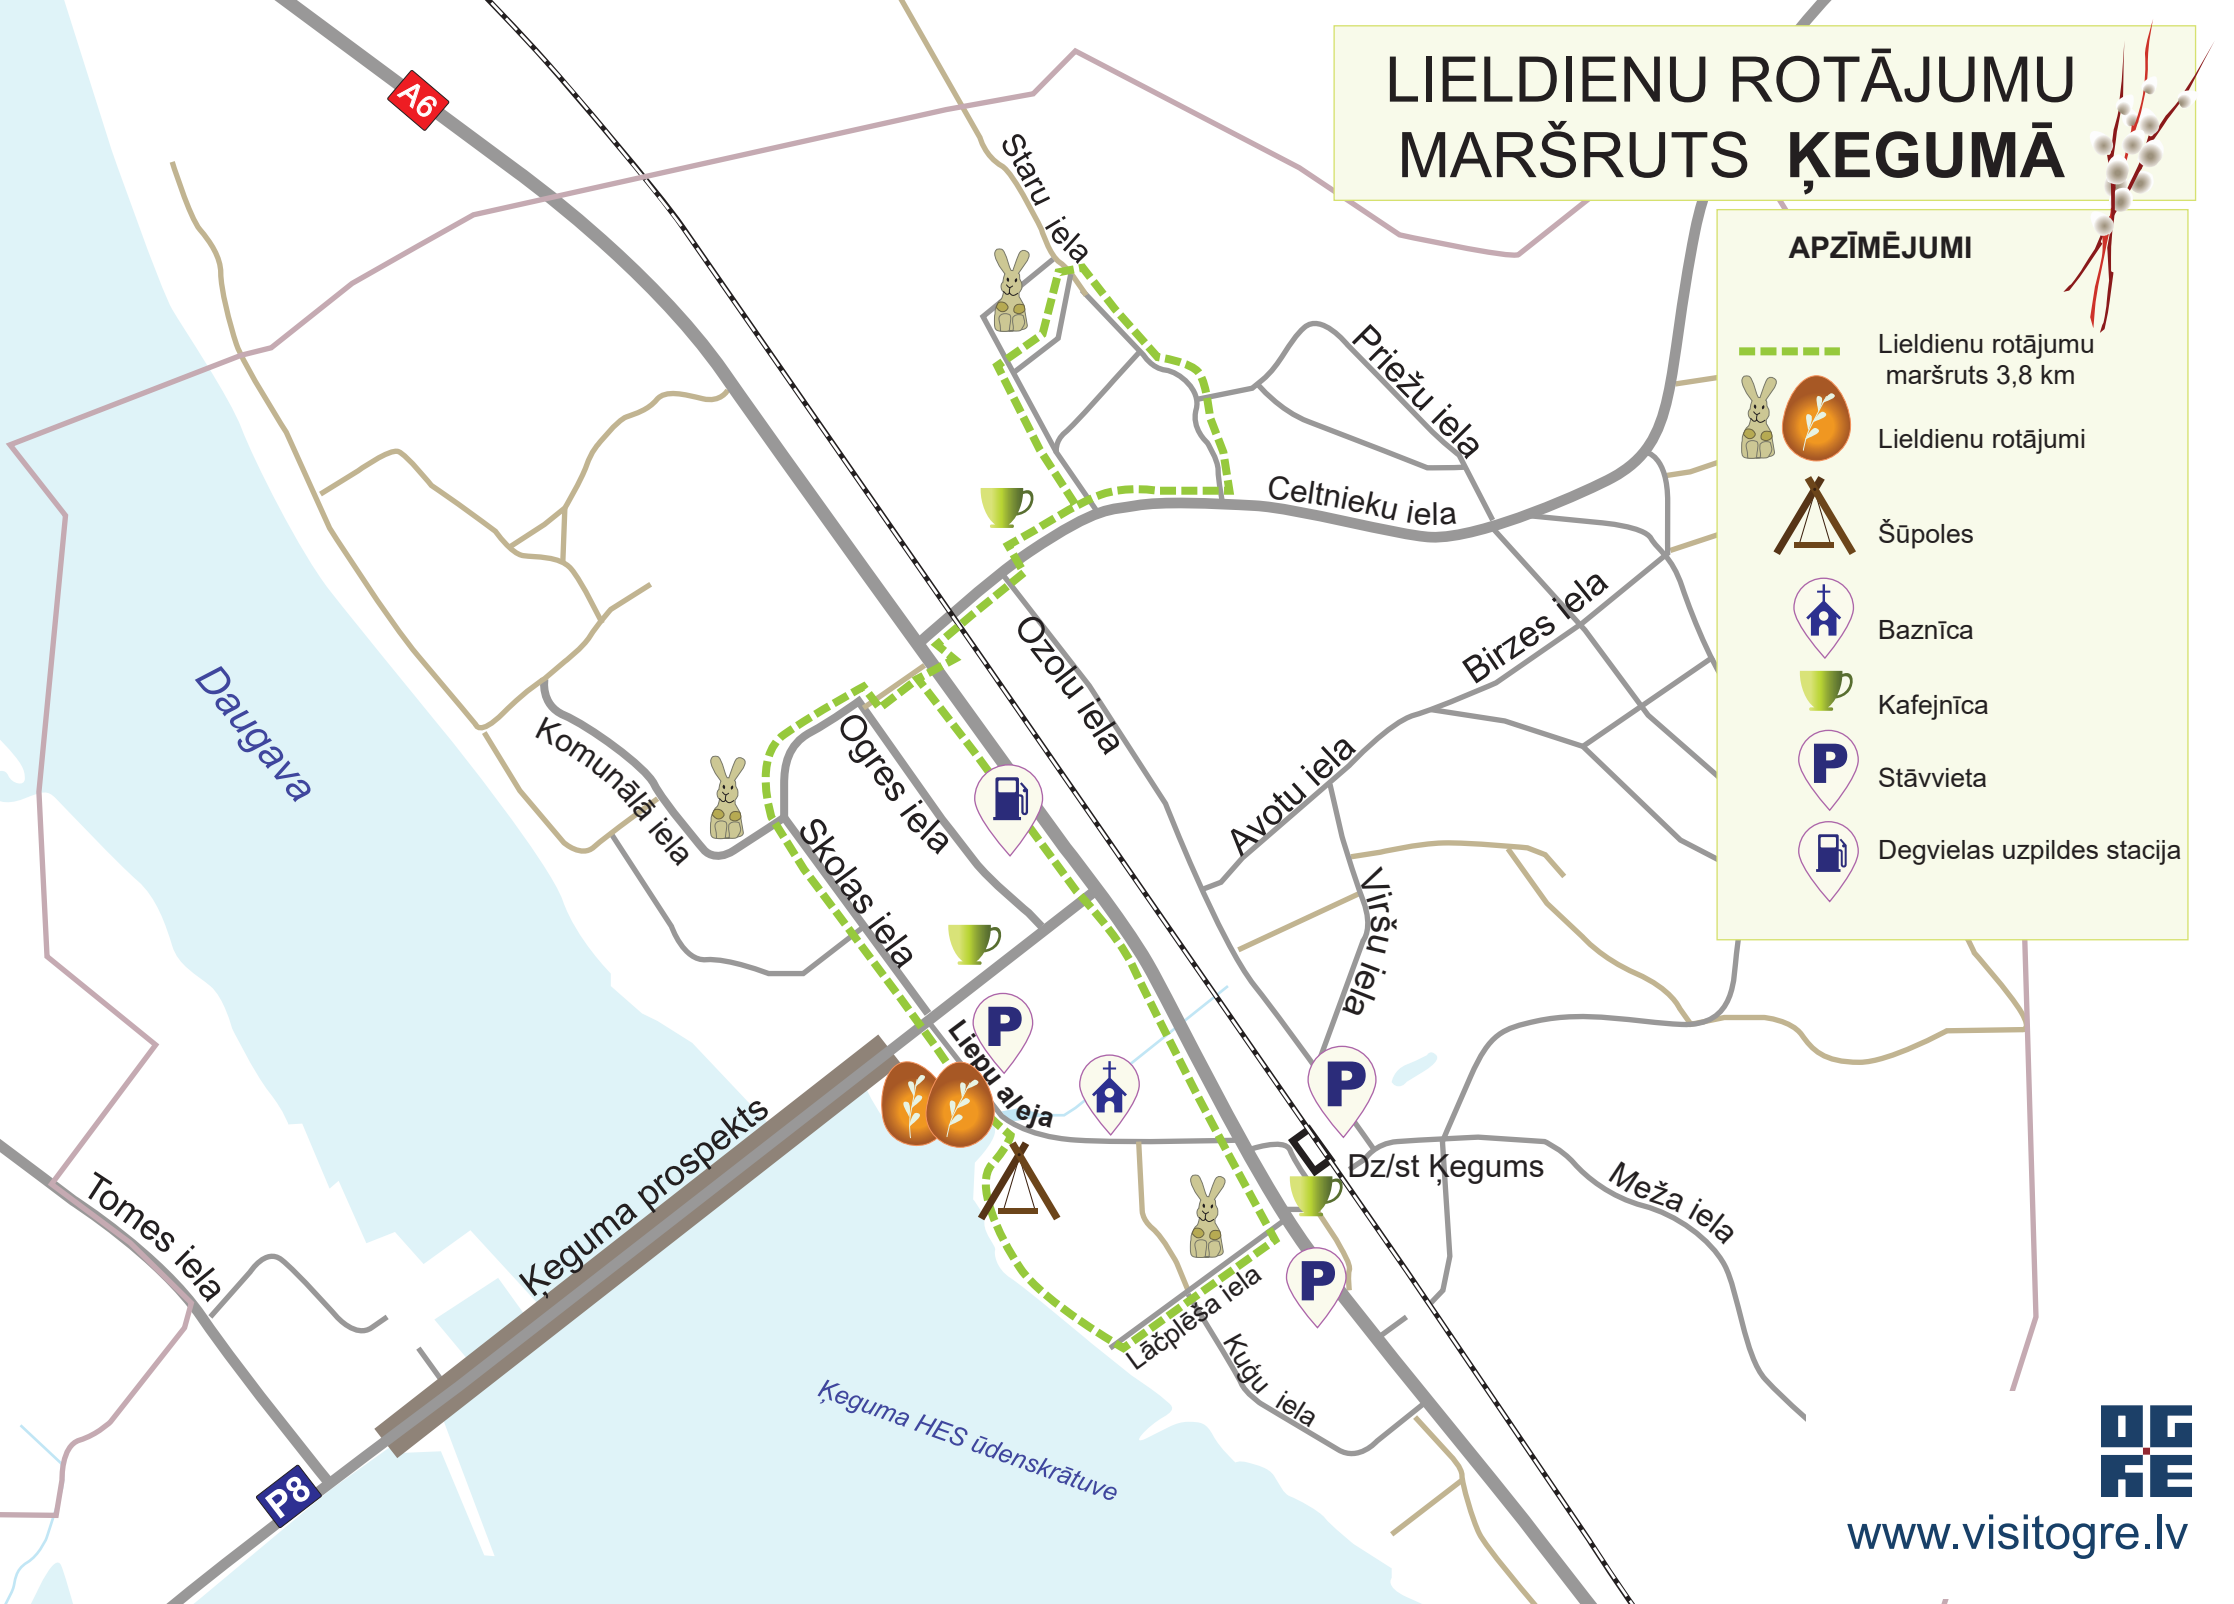 LIELDIENU ROTĀJUMU
MARŠRUTS ĶEGUMĀ
APZĪMĒJUMI
Lieldienu rotājumu
maršruts 3,8 km
Lieldienu rotājumi
Šūpoles
Baznīca
Kafejnīca
P
Stāvvieta
Degvielas uzpildes stacija
A6
Staru iela
Priežu iela
Celtnieku iela
Birzes iela
Ozolu iela
Avotu iela
Viršu iela
Daugava
Komunālā iela
Ogres iela
Skolas iela
Liepu aleja
P
P
Dz/st Ķegums
Meža iela
P
Ķeguma prospekts
Tomes iela
Lāčplēša iela
Kuģu iela
Ķeguma HES ūdenskrātuve
P8
OGRE
www.visitogre.lv